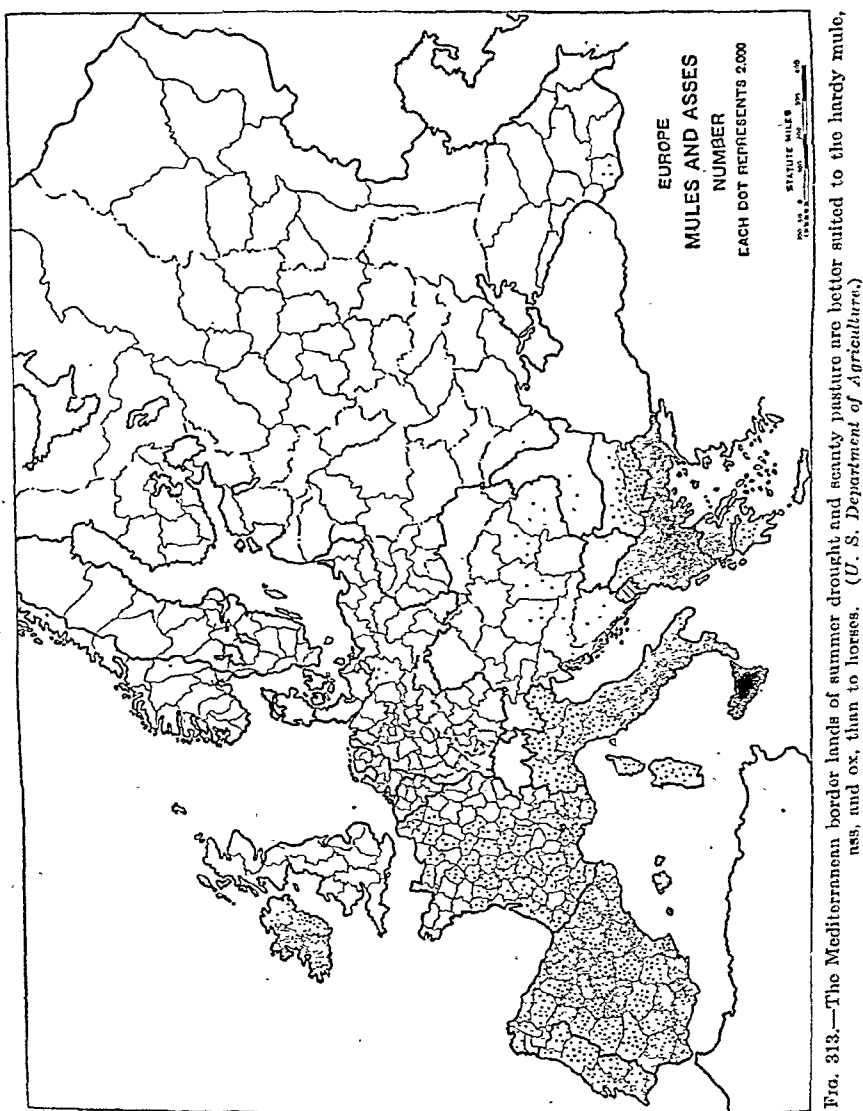 EUROPE
MULES AND ASSES
NUMBER
EACH DOT REPRESENTS 2,000
STATUTE MILES
FIG. 313.—The Mediterranean border lands of summer drought and scanty pasture are better suited to the hardy mule,
ass, and ox, than to horses. (U. S. Department of Agriculture.)